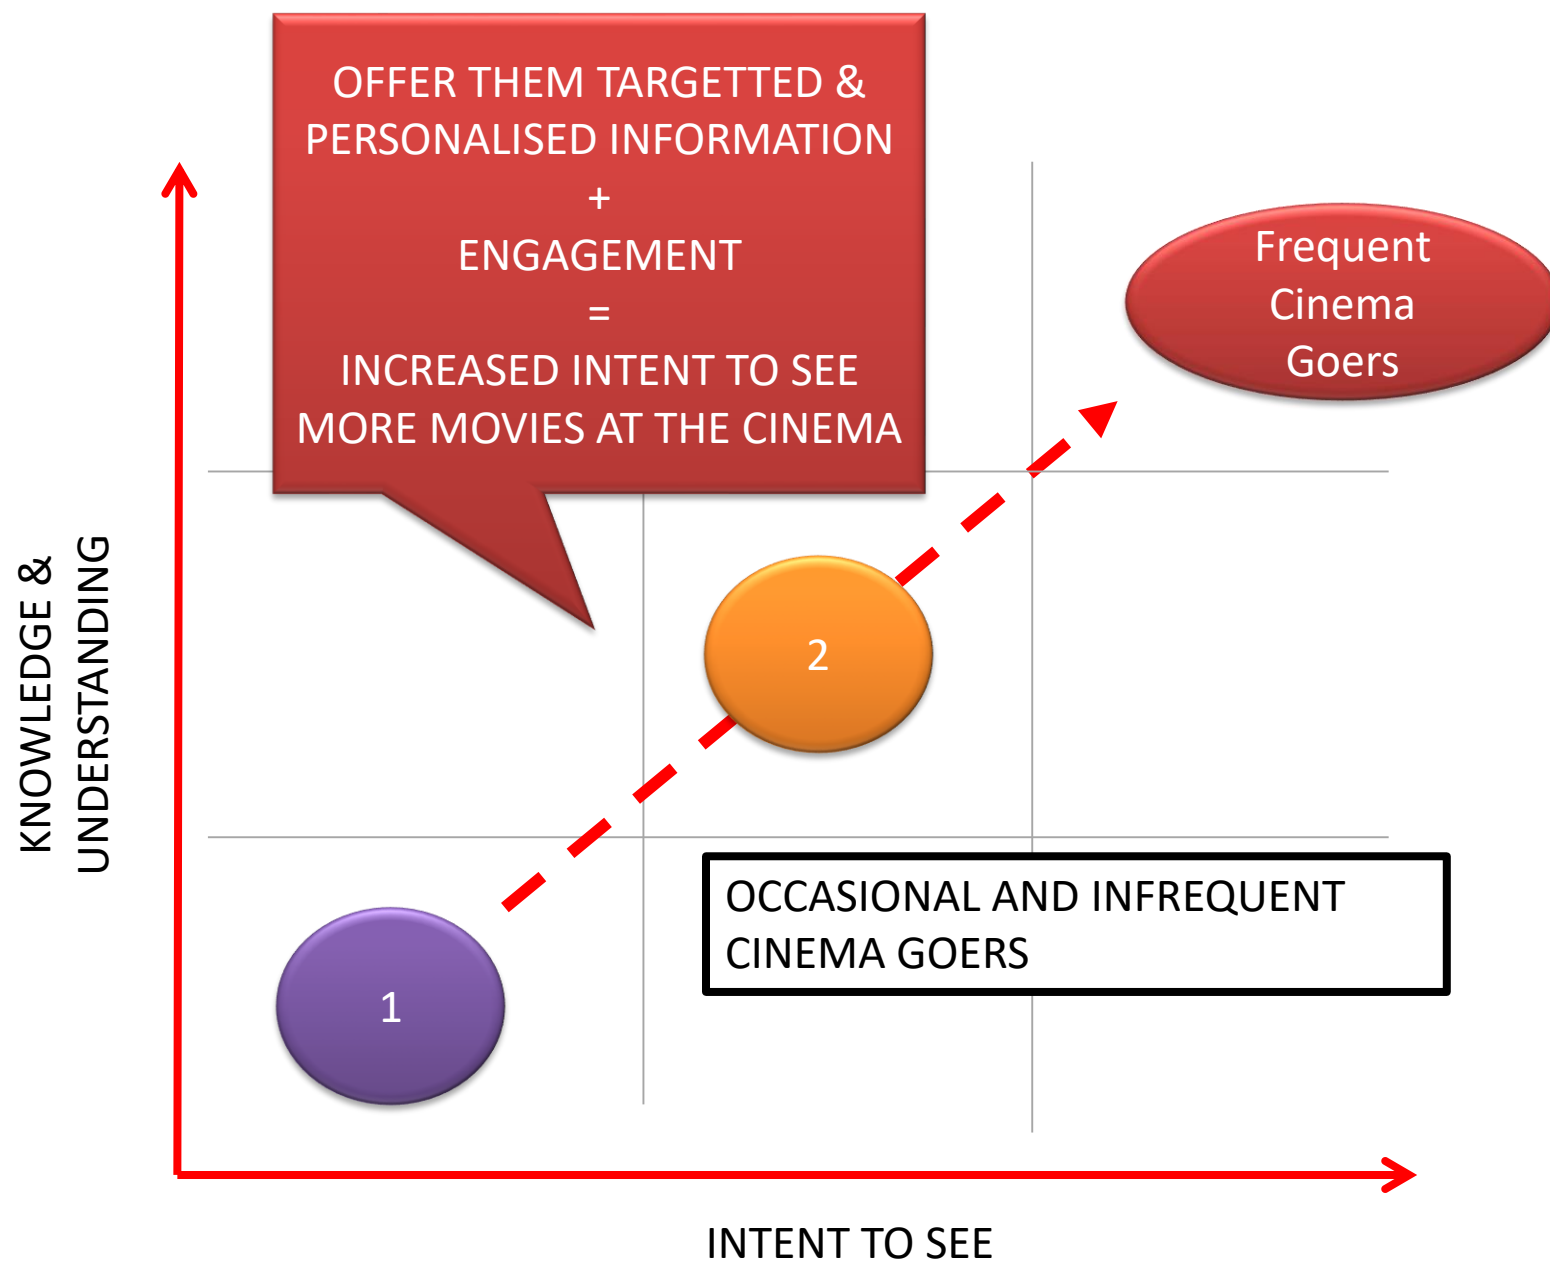 OFFER THEM TARGETTED &
PERSONALISED INFORMATION
+
ENGAGEMENT
=
INCREASED INTENT TO SEE
MORE MOVIES AT THE CINEMA
Frequent
Cinema
Goers
KNOWLEDGE &
UNDERSTANDING
2
OCCASIONAL AND INFREQUENT
CINEMA GOERS
1
INTENT TO SEE